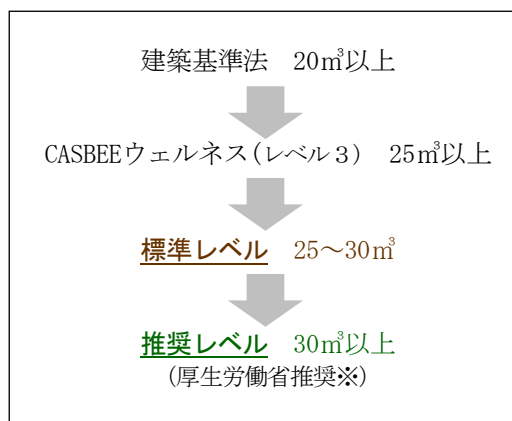 建築基準法　20㎥以上
CASBEEウェルネス(レベル３)　25㎥以上
標準レベル　25～30㎥
推奨レベル　30㎥以上
(厚生労働省推奨※)